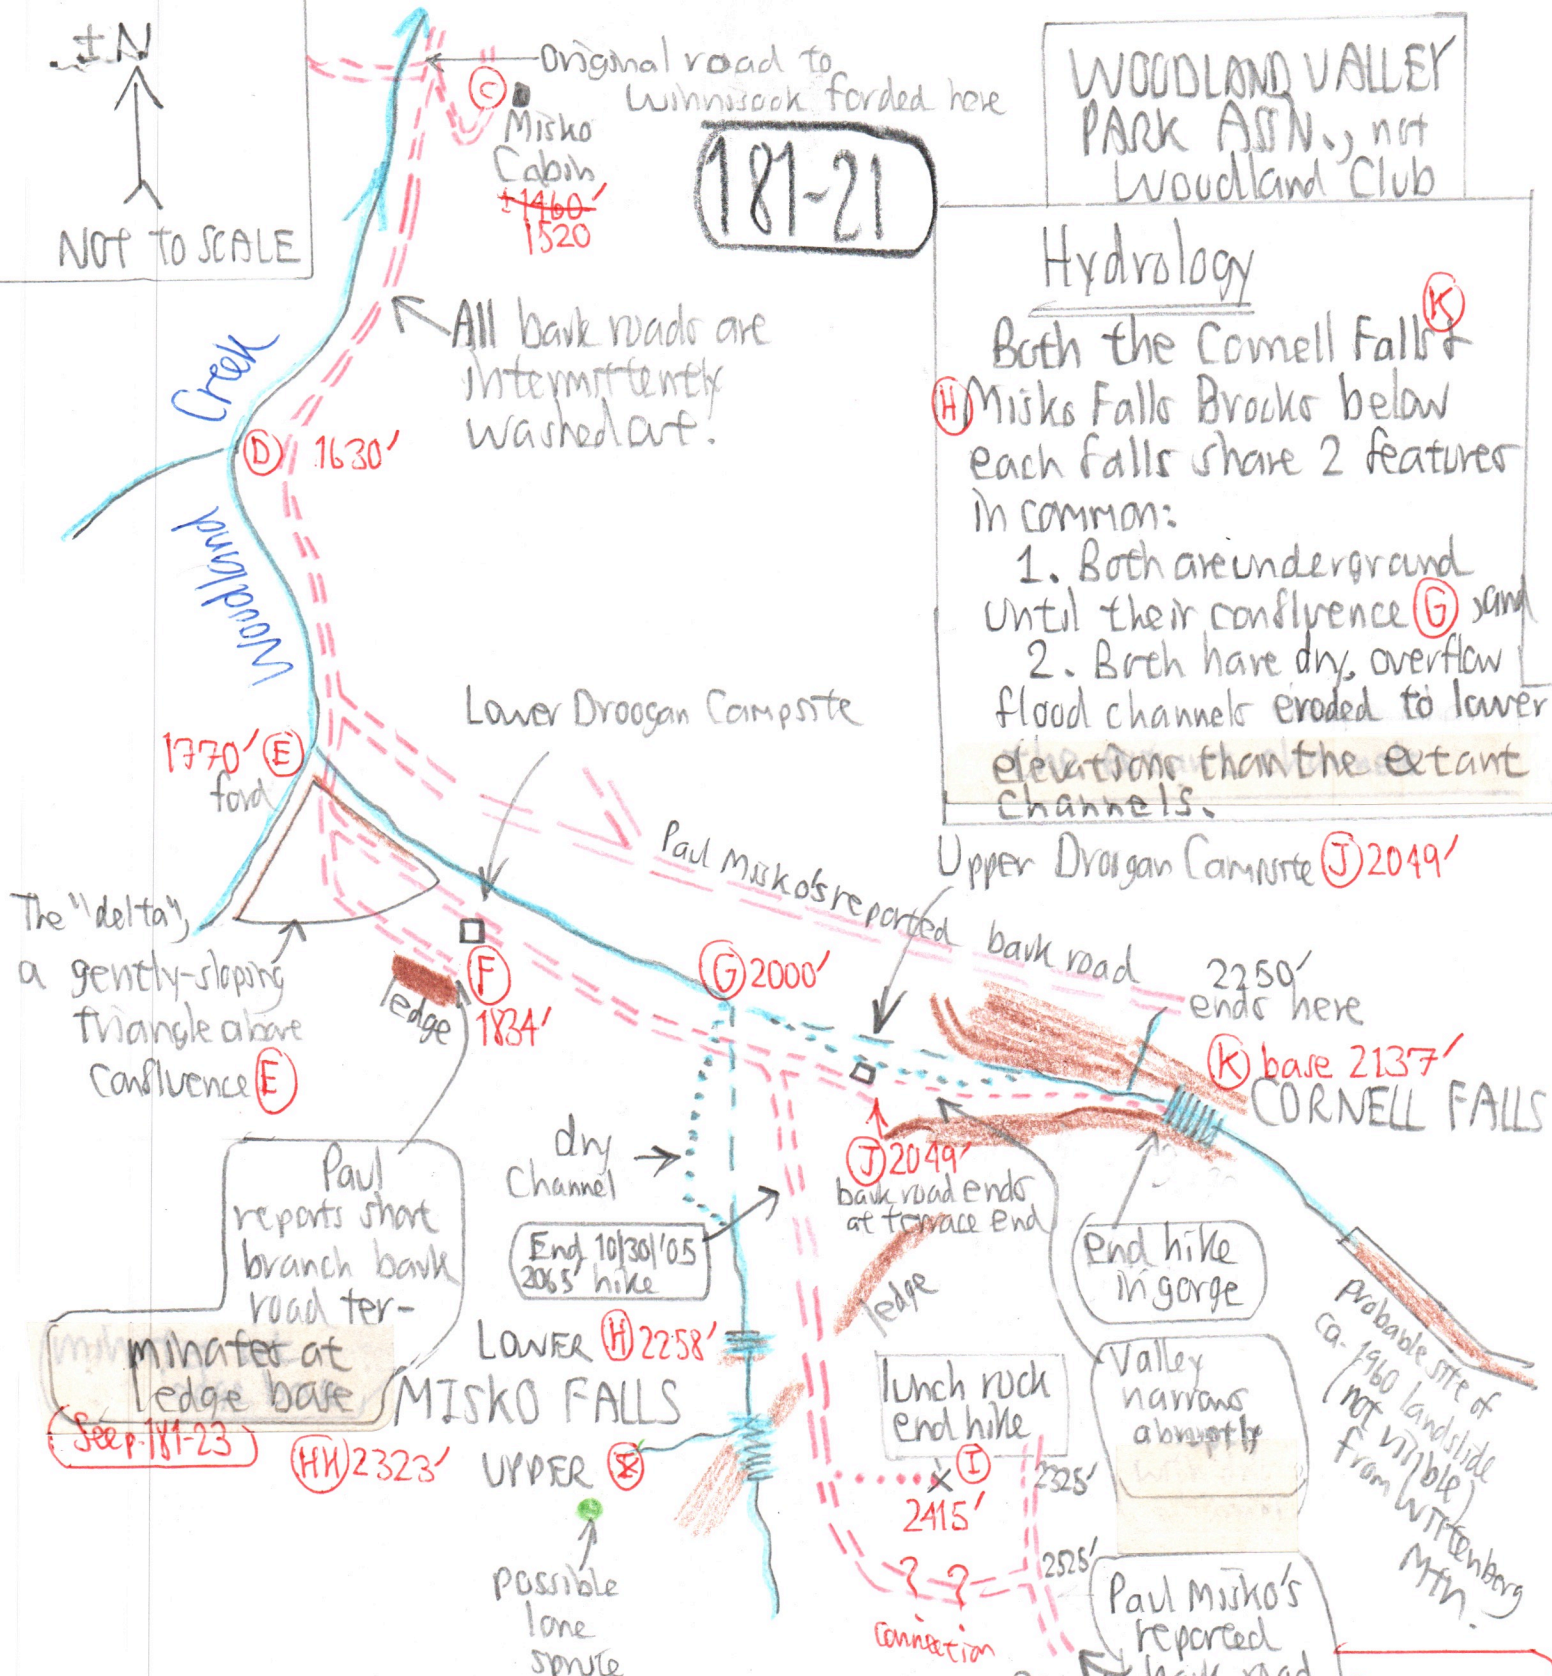 ±N
NOT TO SCALE
Original road to
Winnisook forded here
C
Misko
Cabin
±1460'
1520
181-21
WOODLAND VALLEY
PARK ASS'N., not
Woodland Club
Hydrology
K
Both the Cornell Falls &
H Misko Falls Brooks below
each falls share 2 features
in common:
1. Both are underground
until their confluence G, and
2. Both have dry, overflow
flood channels eroded to lower
elevations than the extant
channels.
All bark roads are
intermittently
washed out.
Creek
D 1630'
Woodland
Lower Droogan Campsite
1770' E
ford
Paul Misko's reported bark road
2250'
ends here
Upper Droogan Campsite J 2049'
The "delta",
a gently-sloping
triangle above
confluence E
ledge
F
1834'
G 2000'
K base 2137'
CORNELL FALLS
dry
Channel
J 2049'
bark road ends
at terrace end
Paul
reports short
branch bark
road ter-
minates at
ledge base
See p. 181-23
End 10/30/'05
2065' hike
ledge
end hike
in gorge
probable site of
ca. 1960 landslide
(not visible)
from Wittenberg
Mtn.
LOWER H 2258'
MISKO FALLS
HH 2323'
UPPER
lunch rock
end hike
I
2415'
2325'
2525'
Valley
narrows
abruptly
possible
lone
spruce
? ?
connection
Paul Misko's
reported
bark road